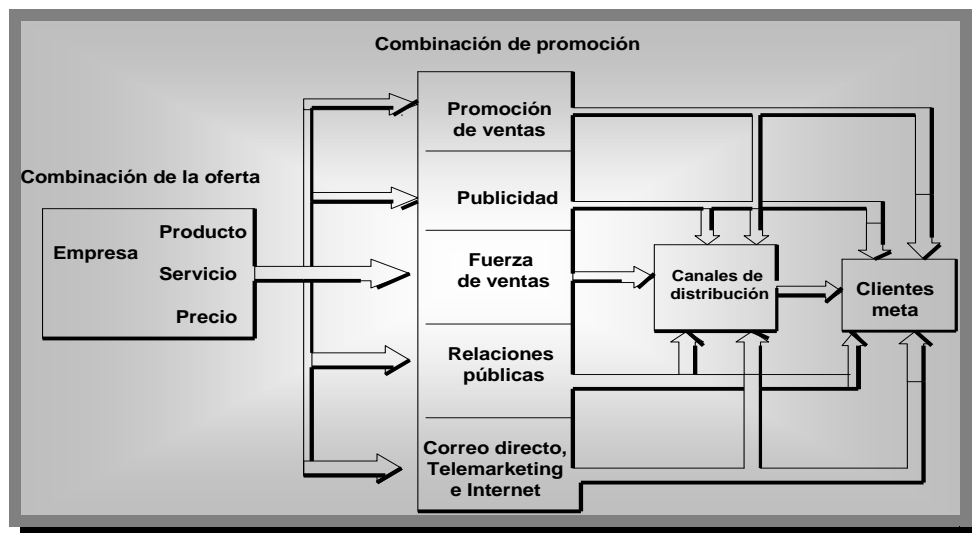 Combinación de promoción
Combinación de la oferta
Empresa
Producto
Servicio
Precio
Promoción
de ventas
Publicidad
Fuerza
de ventas
Relaciones
públicas
Correo directo,
Telemarketing
e Internet
Canales de
distribución
Clientes
meta